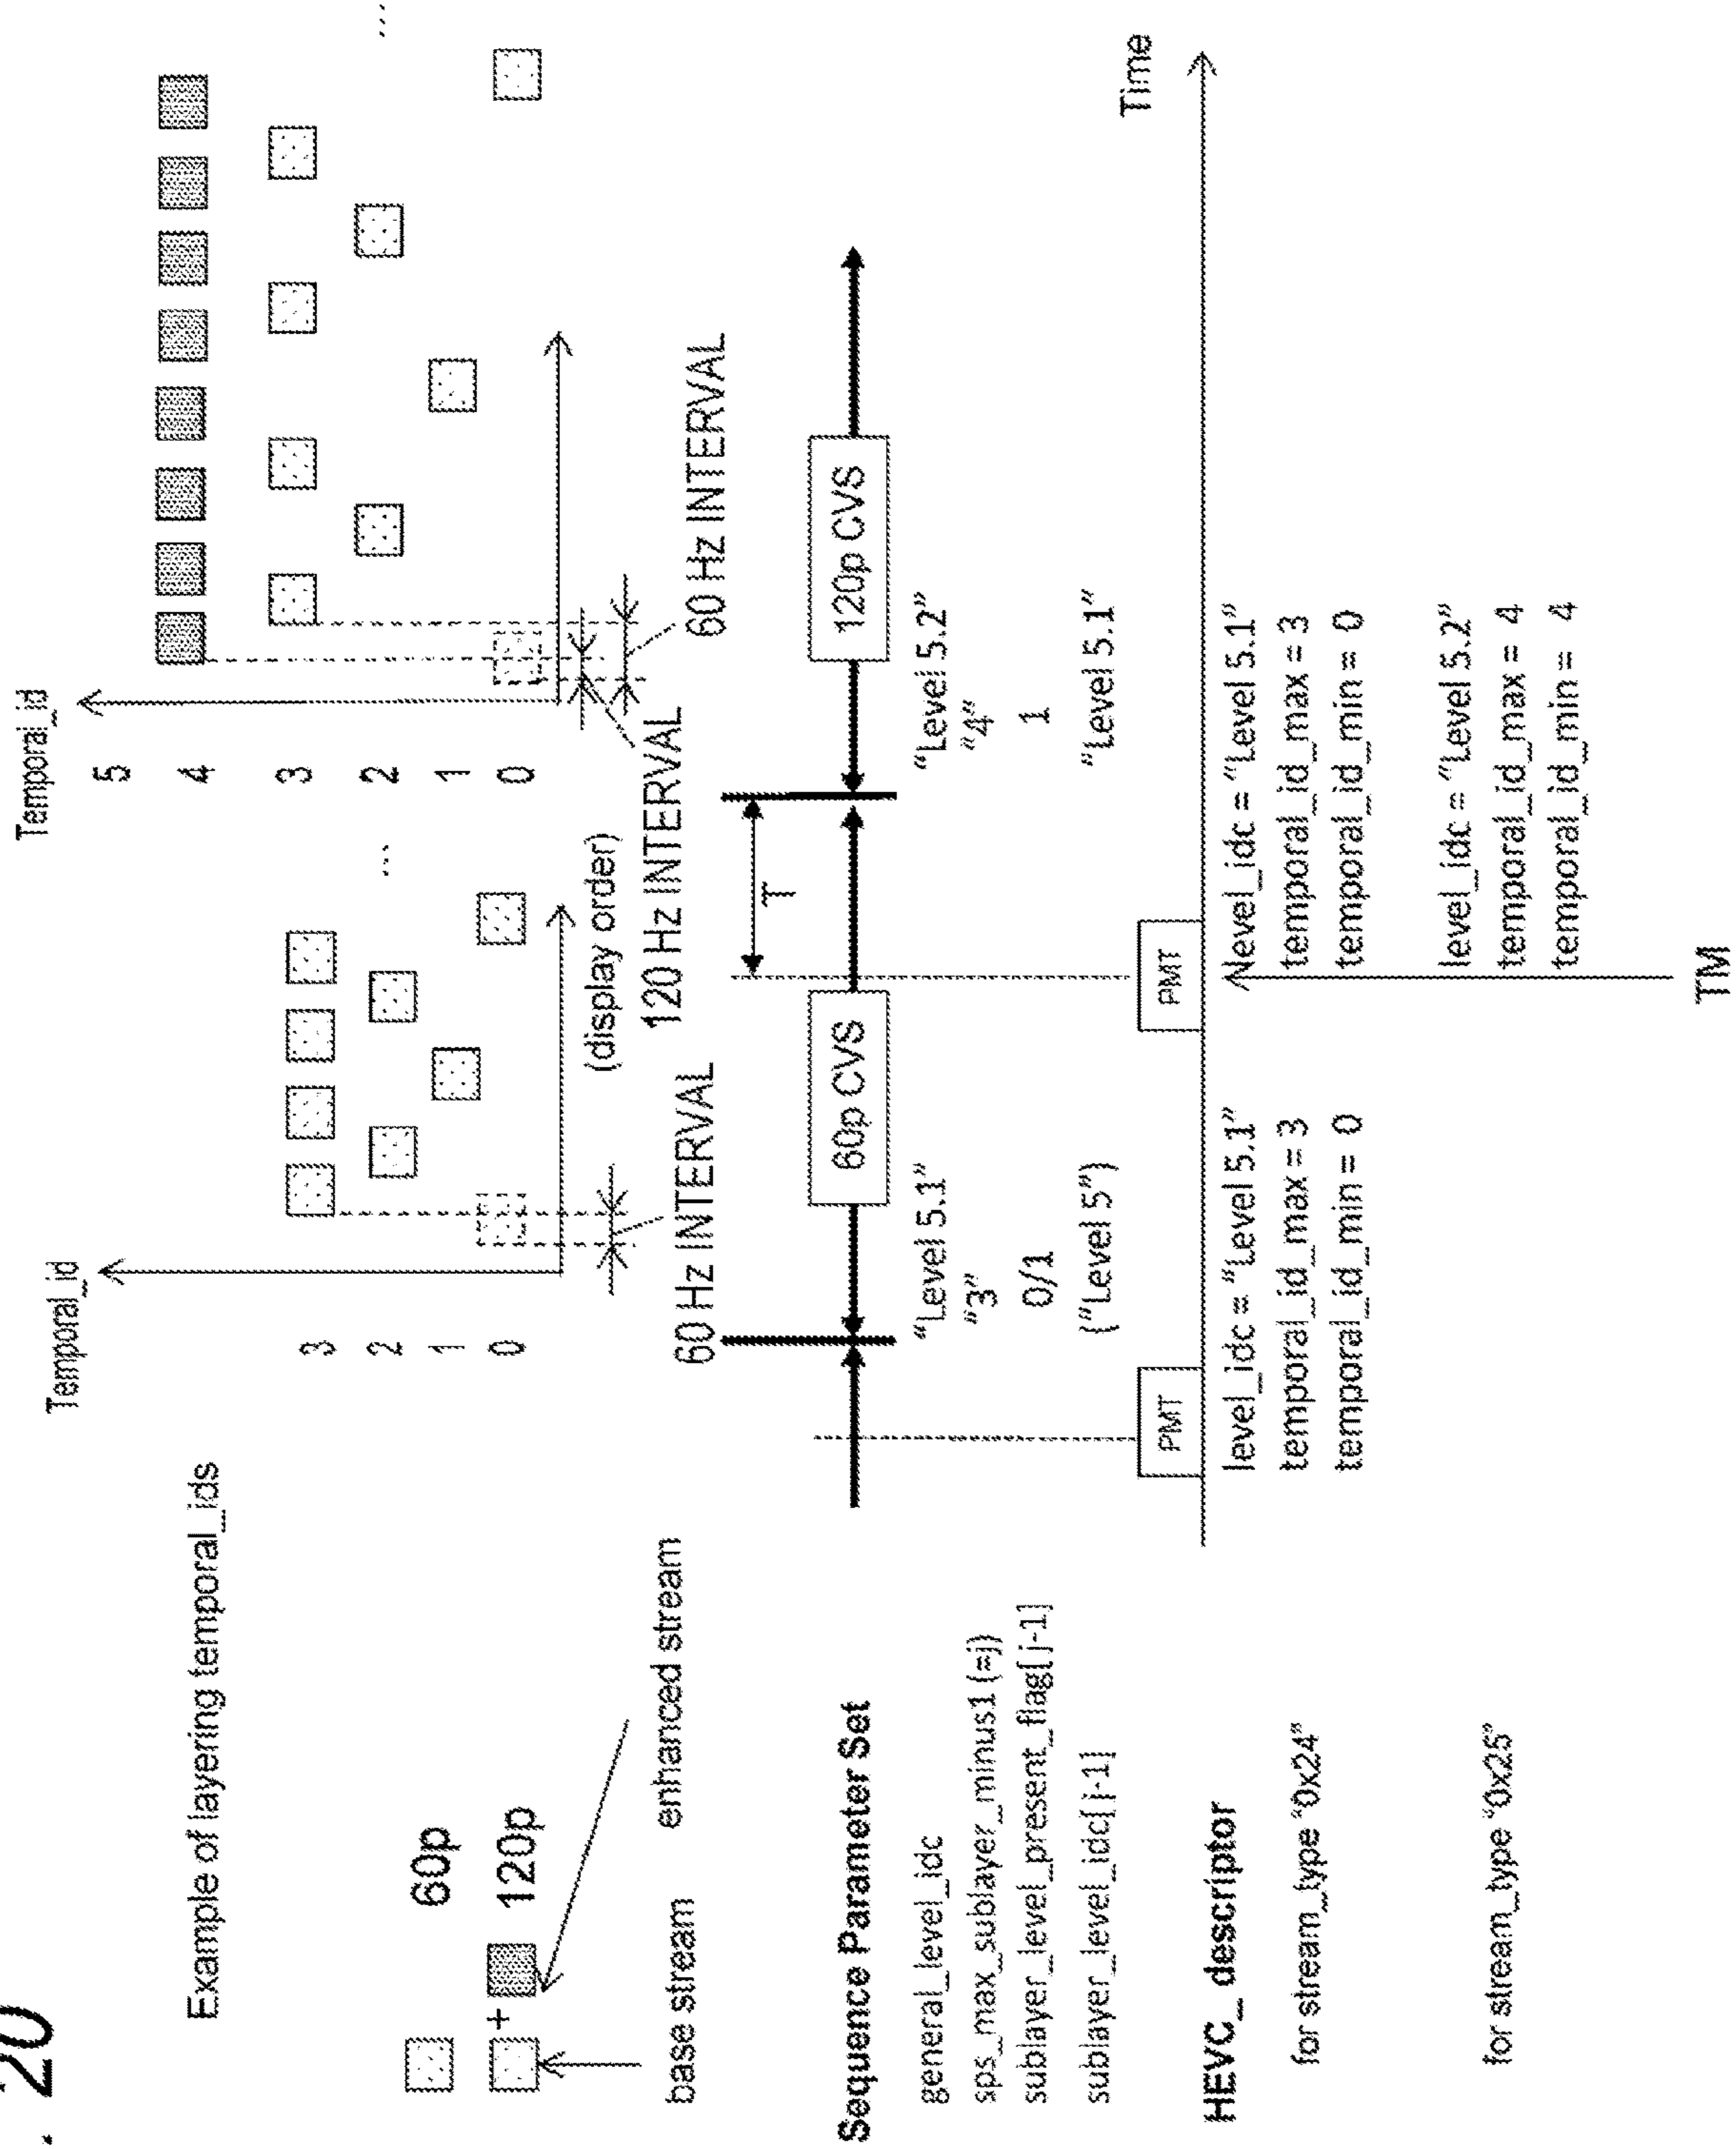 . 20
Example of layering temporal_ids
60p
+
120p
base stream
enhanced stream
Temporal_id
3
2
1
0
...
(display order)
60 Hz INTERVAL
Temporal_id
5
4
3
2
1
0
...
120 Hz INTERVAL
60 Hz INTERVAL
T
60p CVS
120p CVS
Sequence Parameter Set
general_level_idc
"Level 5.1"
"Level 5.2"
sps_max_sublayer_minus1 (=j)
"3"
"4"
sublayer_level_present_flag[j-1]
0/1
1
sublayer_level_idc[j-1]
("Level 5")
"Level 5.1"
PMT
PMT
Time
HEVC_descriptor
for stream_type "0x24"
level_idc = "Level 5.1"
temporal_id_max = 3
temporal_id_min = 0
level_idc = "Level 5.1"
temporal_id_max = 3
temporal_id_min = 0
for stream_type "0x25"
level_idc = "Level 5.2"
temporal_id_max = 4
temporal_id_min = 4
TM